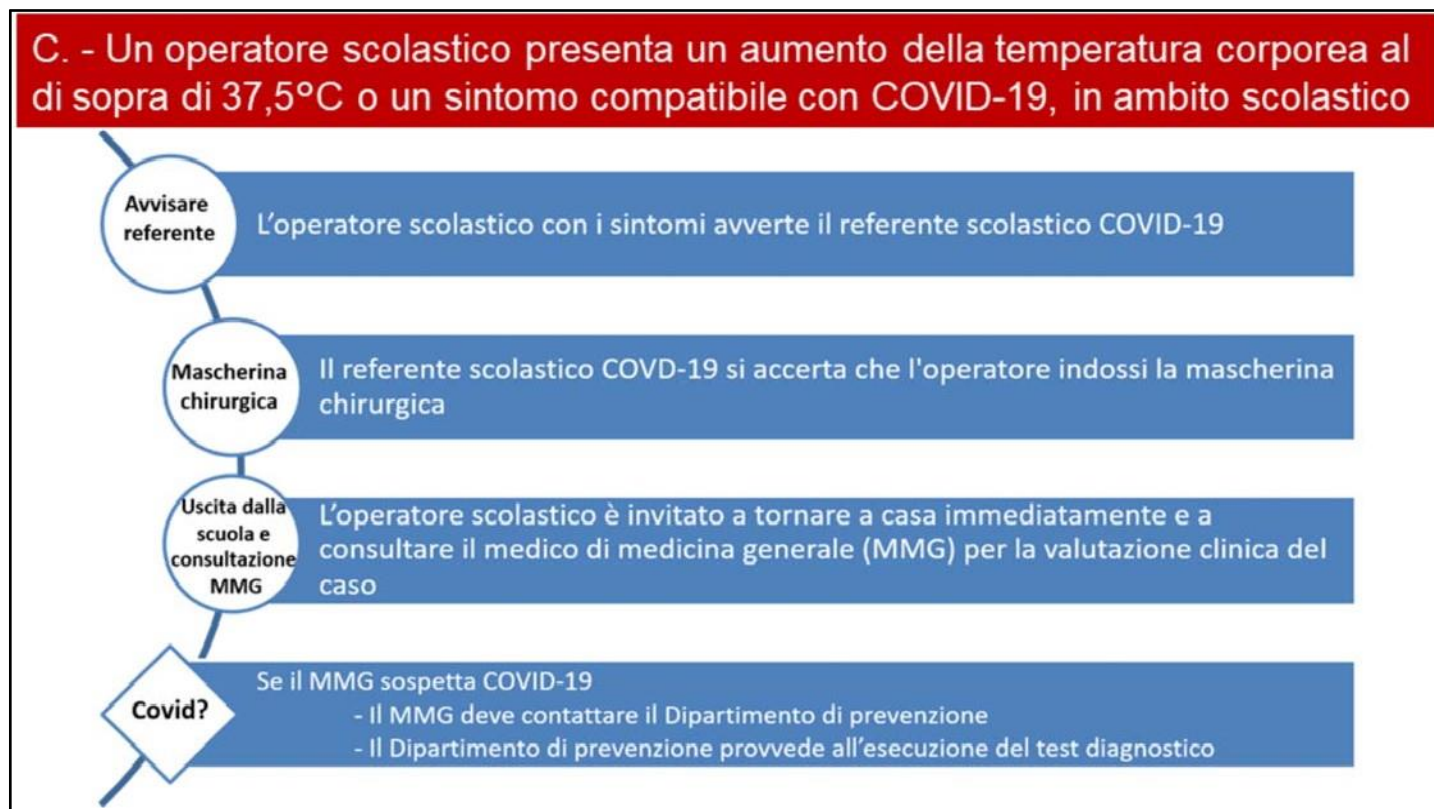 C. - Un operatore scolastico presenta un aumento della temperatura corporea al
di sopra di 37,5°C o un sintomo compatibile con COVID-19, in ambito scolastico
Avvisare
referente
L'operatore scolastico con i sintomi avverte il referente scolastico COVID-19
Mascherina
chirurgica
Il referente scolastico COVD-19 si accerta che l'operatore indossi la mascherina
chirurgica
Uscita dalla
scuola e
consultazione
MMG
L'operatore scolastico è invitato a tornare a casa immediatamente e a
consultare il medico di medicina generale (MMG) per la valutazione clinica del
caso
Covid?
Se il MMG sospetta COVID-19
- Il MMG deve contattare il Dipartimento di prevenzione
- Il Dipartimento di prevenzione provvede all'esecuzione del test diagnostico